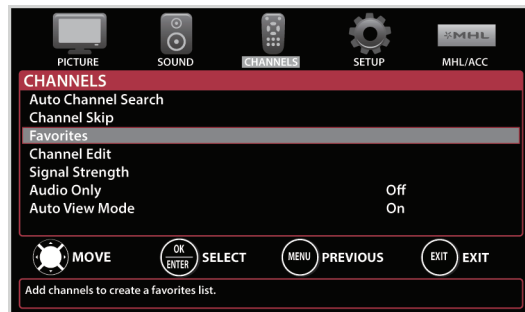 PICTURE SOUND CHANNELS SETUP MHL/ACC
MHL
CHANNELS
Auto Channel Search
Channel Skip
Favorites
Channel Edit
Signal Strength
Audio Only Off
Auto View Mode On
MOVE OK ENTER SELECT MENU PREVIOUS EXIT EXIT
Add channels to create a favorites list.